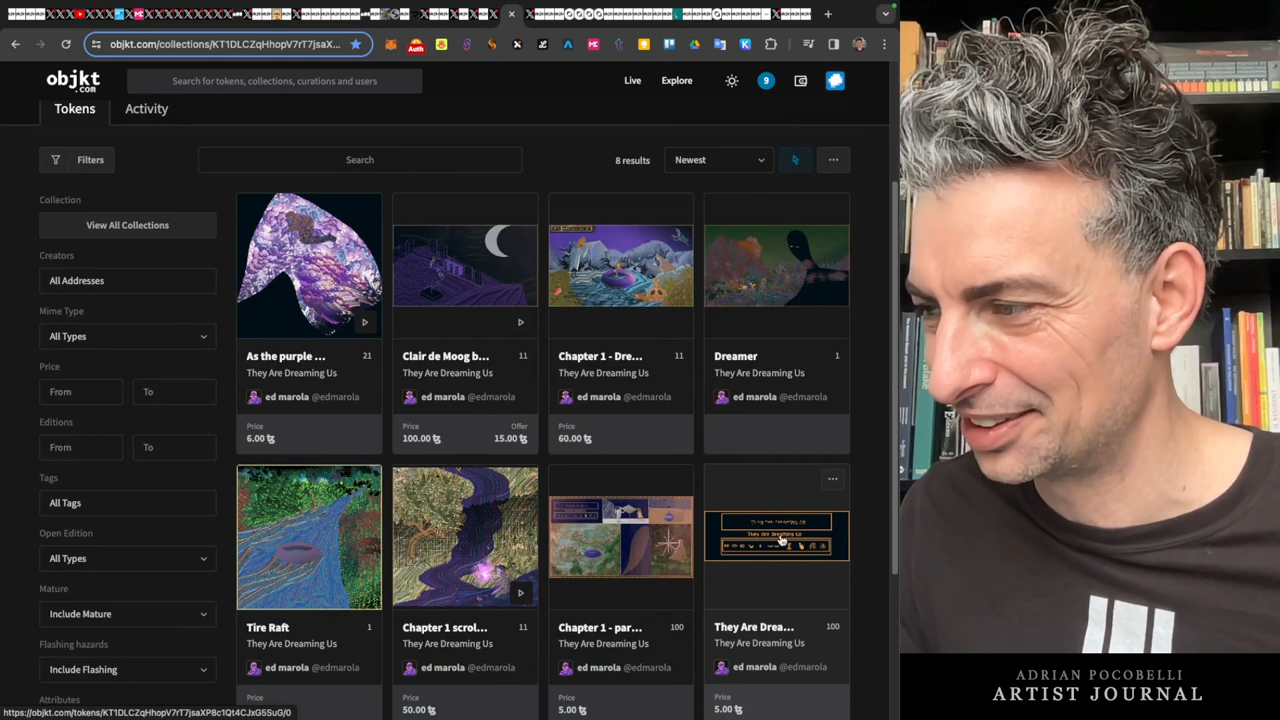 objkt.com/collections/KT1DLCZqHhopV7rT7jsaX...
Auth
objkt
.com
Search for tokens, collections, curations and users
Live
Explore
9
Tokens
Activity
Filters
Search
8 results
Newest
Collection
View All Collections
Creators
All Addresses
Mime Type
All Types
Price
From
To
Editions
From
To
Tags
All Tags
Open Edition
All Types
Mature
Include Mature
Flashing hazards
Include Flashing
Attributes
As the purple ...
21
They Are Dreaming Us
ed marola @edmarola
Price
6.00
Clair de Moog b...
11
They Are Dreaming Us
ed marola @edmarola
Price
Offer
100.00
15.00
Chapter 1 - Dre...
11
They Are Dreaming Us
ed marola @edmarola
Price
60.00
Dreamer
1
They Are Dreaming Us
ed marola @edmarola
Tire Raft
1
They Are Dreaming Us
ed marola @edmarola
Price
Chapter 1 scrol...
11
They Are Dreaming Us
ed marola @edmarola
Price
50.00
Chapter 1 - par...
100
They Are Dreaming Us
ed marola @edmarola
Price
5.00
They Are Dreaming Us
They Are Drea...
100
They Are Dreaming Us
ed marola @edmarola
Price
5.00
https://objkt.com/tokens/KT1DLCZqHhopV7rT7jsaXP8c1Qt4CJxG5SuG/0
ADRIAN POCOBELLI
ARTIST JOURNAL